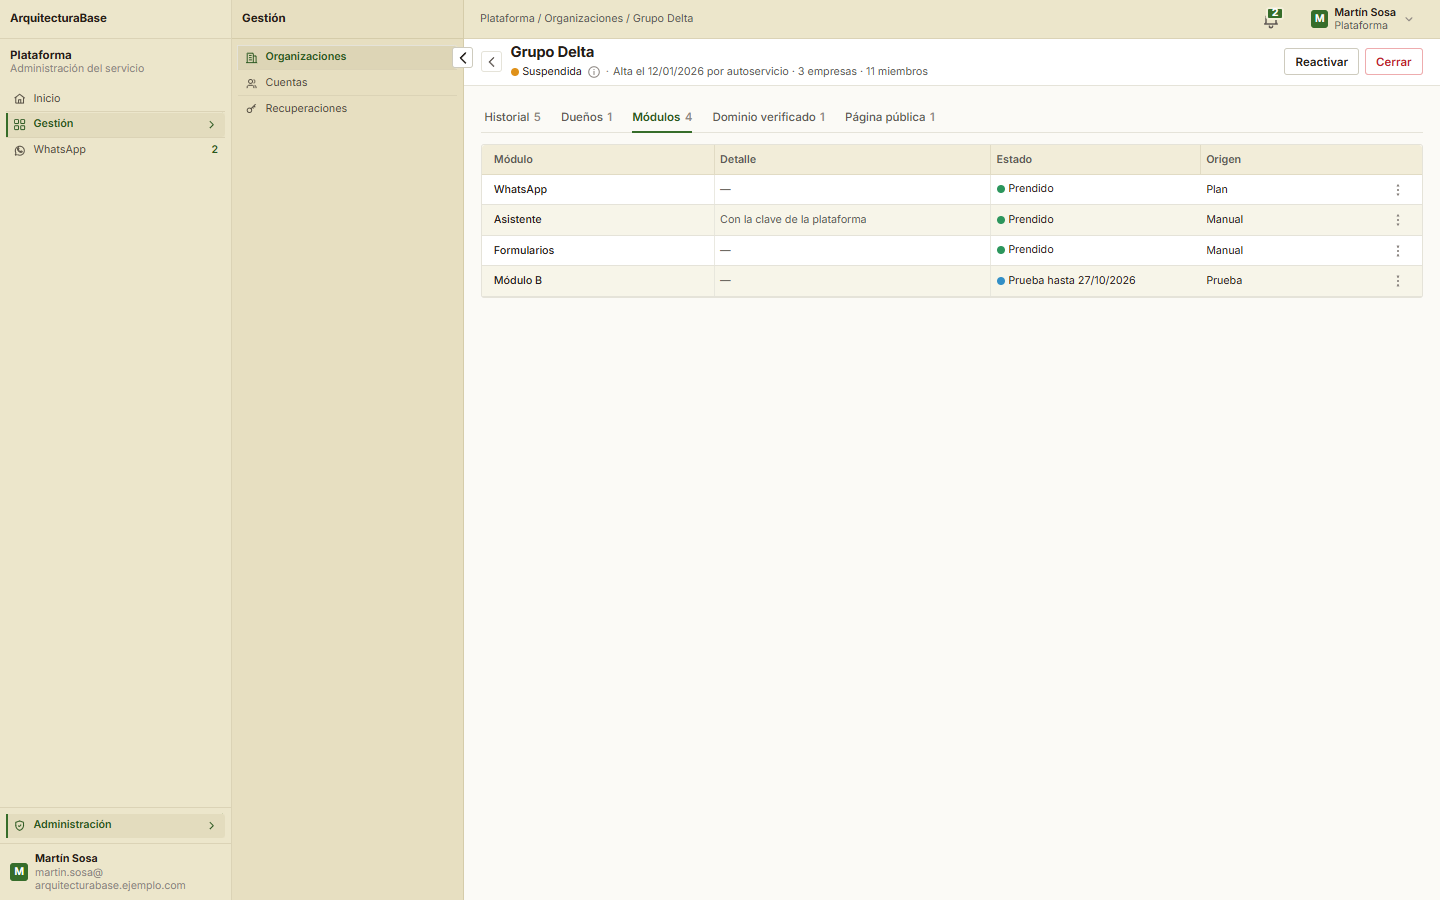 ArquitecturaBase
Plataforma
Administración del servicio
Inicio
Gestión
WhatsApp 2
Administración
M Martín Sosa
martin.sosa@
arquitecturabase.ejemplo.com
Gestión
Organizaciones
Cuentas
Recuperaciones
Plataforma / Organizaciones / Grupo Delta
2
M Martín Sosa
Plataforma
Grupo Delta
Suspendida · Alta el 12/01/2026 por autoservicio · 3 empresas · 11 miembros
Reactivar Cerrar
Historial 5 Dueños 1 Módulos 4 Dominio verificado 1 Página pública 1
Módulo Detalle Estado Origen
WhatsApp — Prendido Plan
Asistente Con la clave de la plataforma Prendido Manual
Formularios — Prendido Manual
Módulo B — Prueba hasta 27/10/2026 Prueba